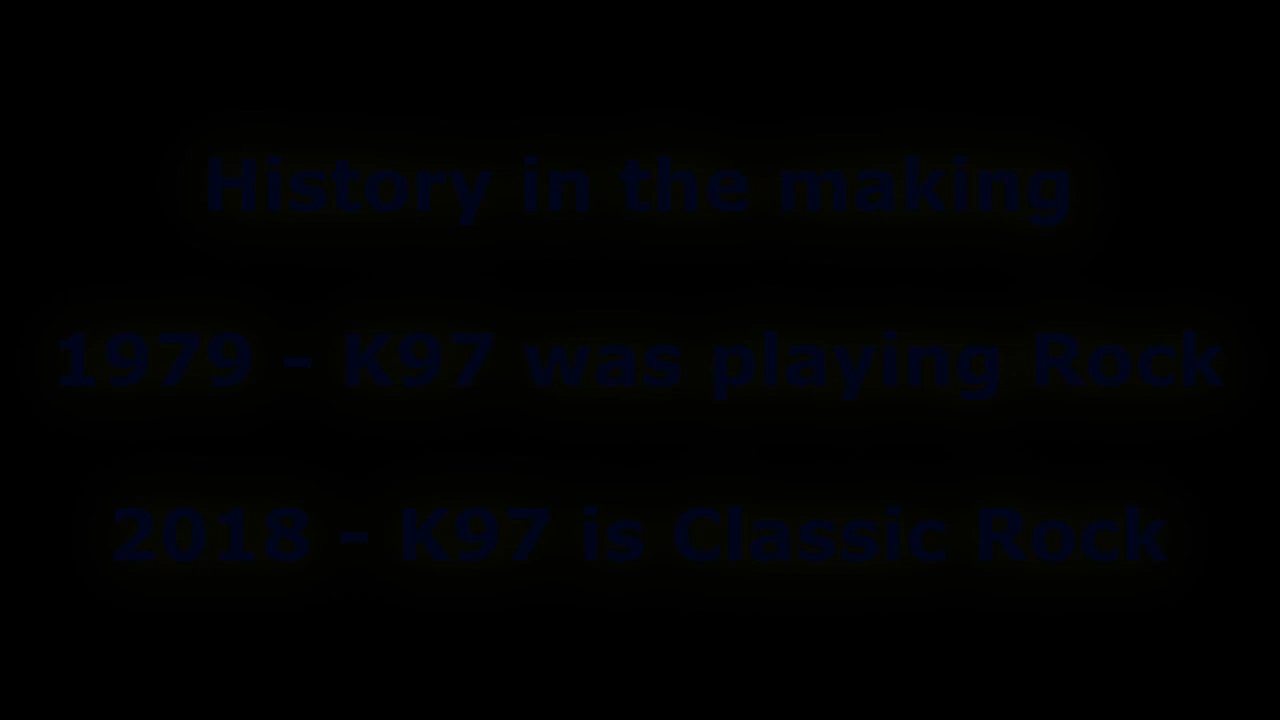 History in the making
1979 - K97 was playing Rock
2018 - K97 is Classic Rock